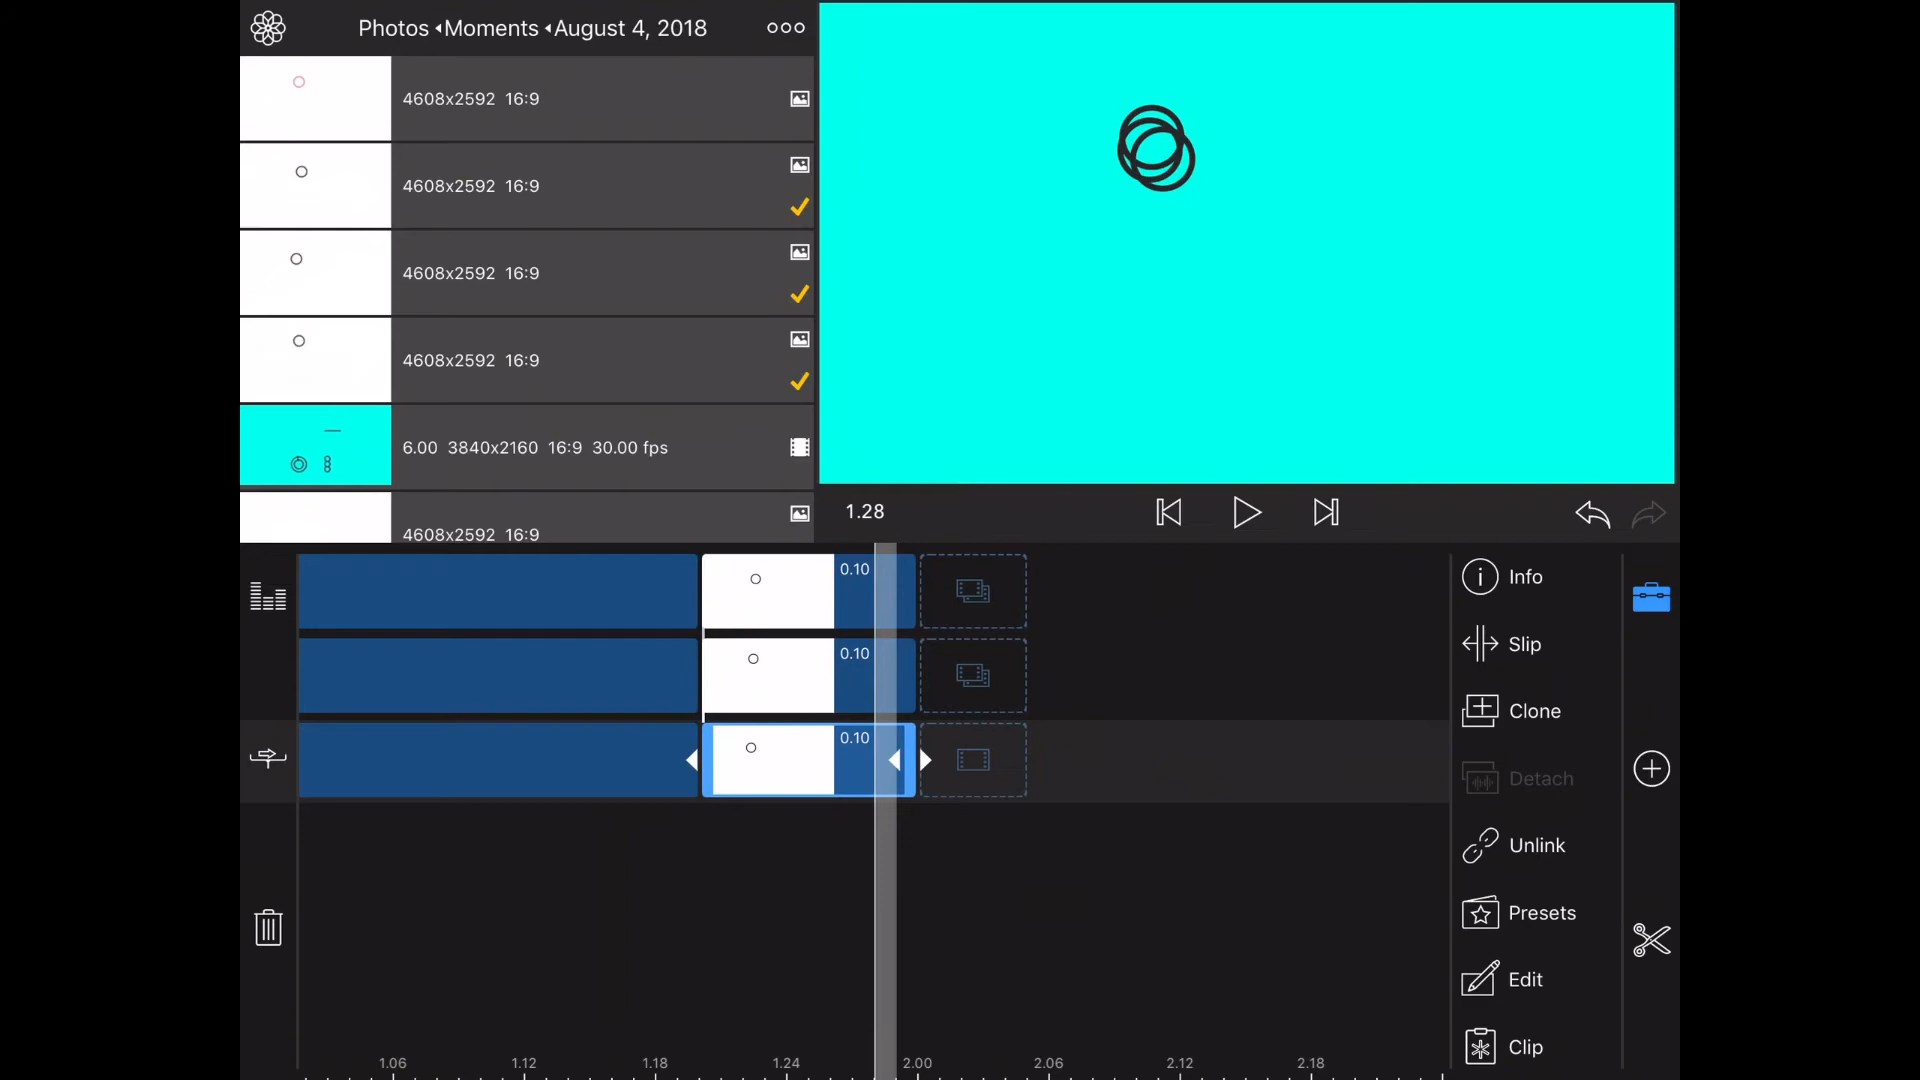 Photos Moments August 4, 2018
4608x2592 16:9
4608x2592 16:9
4608x2592 16:9
4608x2592 16:9
6.00 3840x2160 16:9 30.00 fps
4608x2592 16:9
1.28
0.10
0.10
0.10
Info
Slip
Clone
Detach
Unlink
Presets
Edit
Clip
1.06 1.12 1.18 1.24 2.00 2.06 2.12 2.18